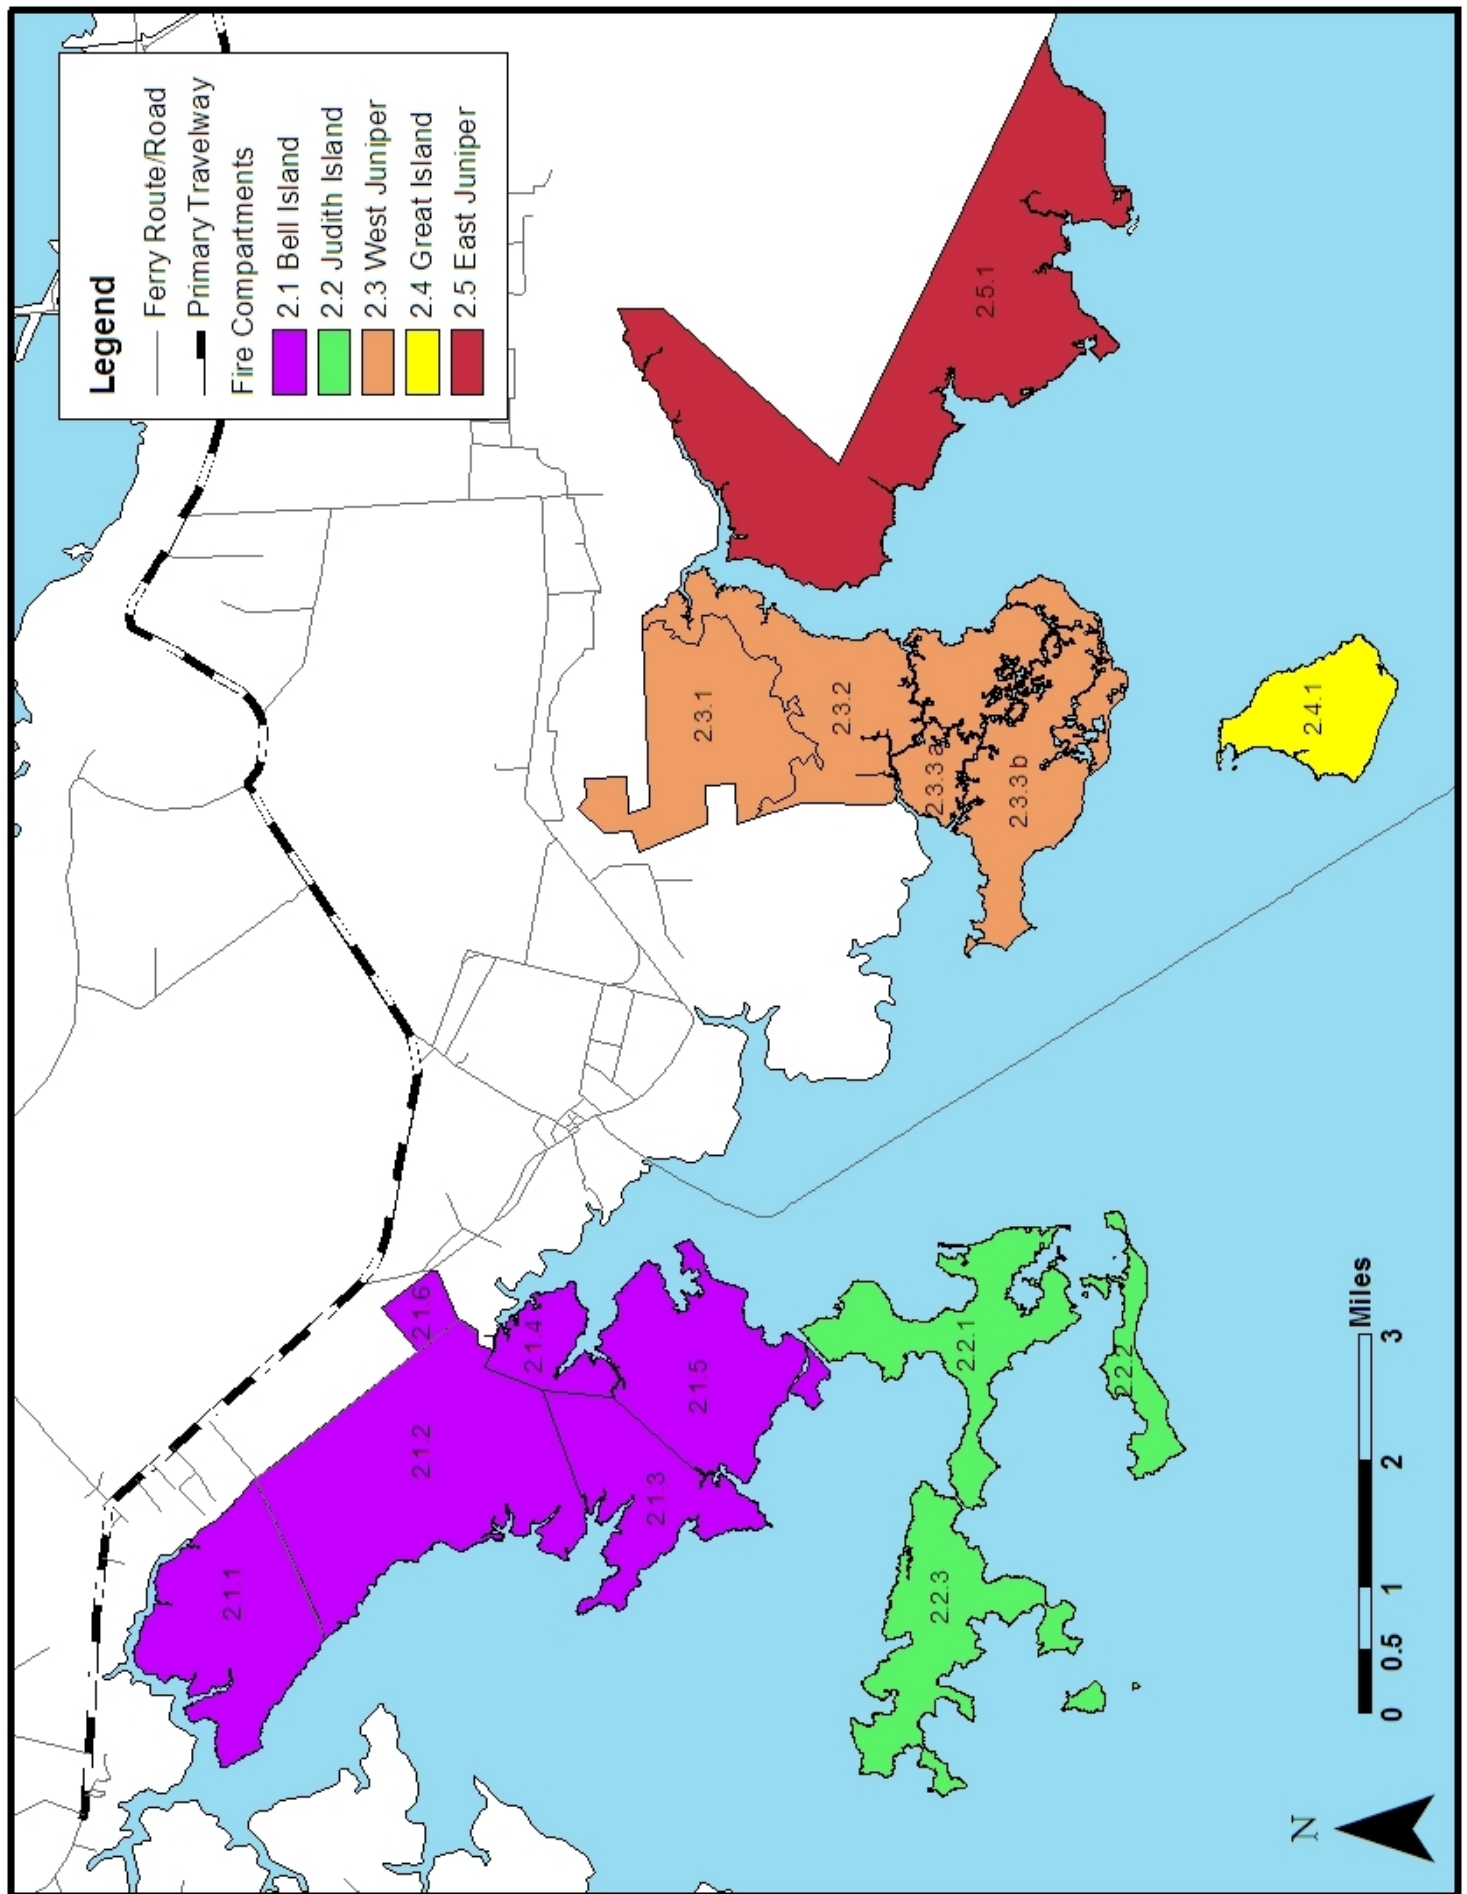 Legend
Ferry Route/Road
Primary Travelway
Fire Compartments
2.1 Bell Island
2.2 Judith Island
2.3 West Juniper
2.4 Great Island
2.5 East Juniper
2.1.1
2.1.2
2.1.6
2.1.4
2.1.3
2.1.5
2.2.3
2.2.1
2.2.2
2.3.1
2.3.2
2.3.3a
2.3.3b
2.4.1
2.5.1
N
Miles
0 0.5 1 2 3